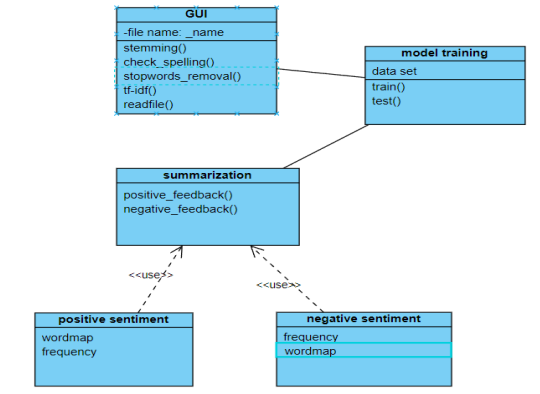 GUI
-file name: _name
stemming()
check_spelling()
stopwords_removal()
tf-idf()
readfile()
model training
data set
train()
test()
summarization
positive_feedback()
negative_feedback()
<<use>>
<<use>>
positive sentiment
wordmap
frequency
negative sentiment
frequency
wordmap